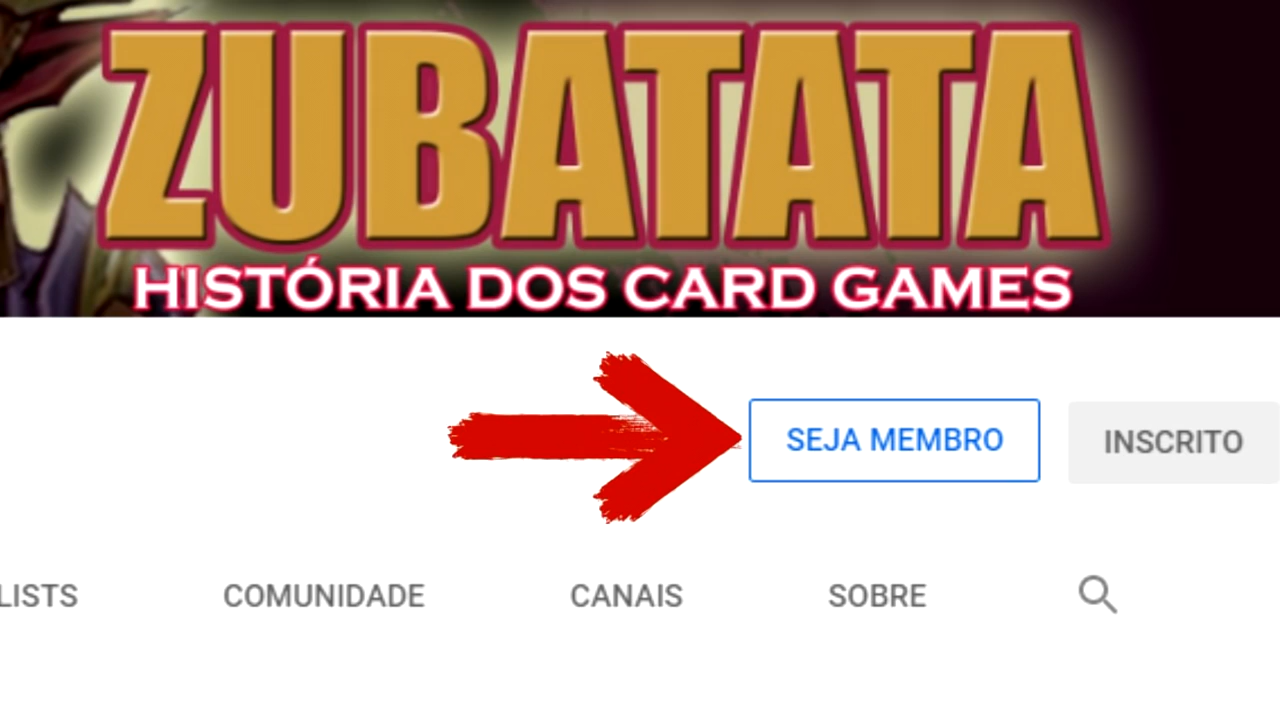 ZUBATATA
HISTÓRIA DOS CARD GAMES
SEJA MEMBRO
INSCRITO
LISTS
COMUNIDADE
CANAIS
SOBRE